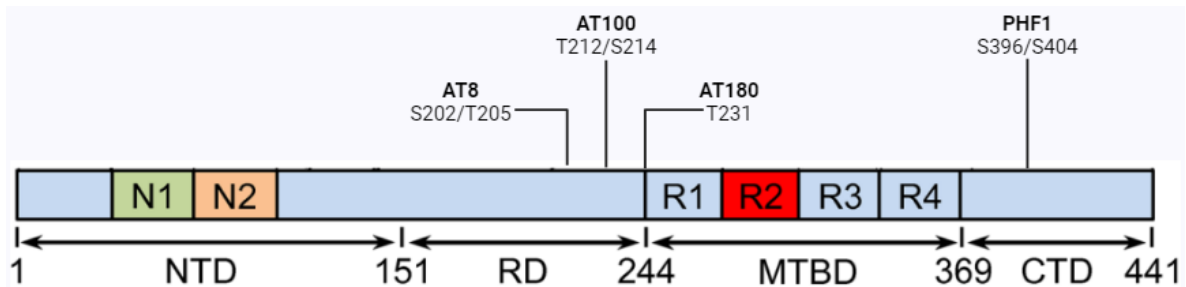 AT100
T212/S214
PHF1
S396/S404
AT8
S202/T205
AT180
T231
N1 N2 R1 R2 R3 R4
1 NTD 151 RD 244 MTBD 369 CTD 441